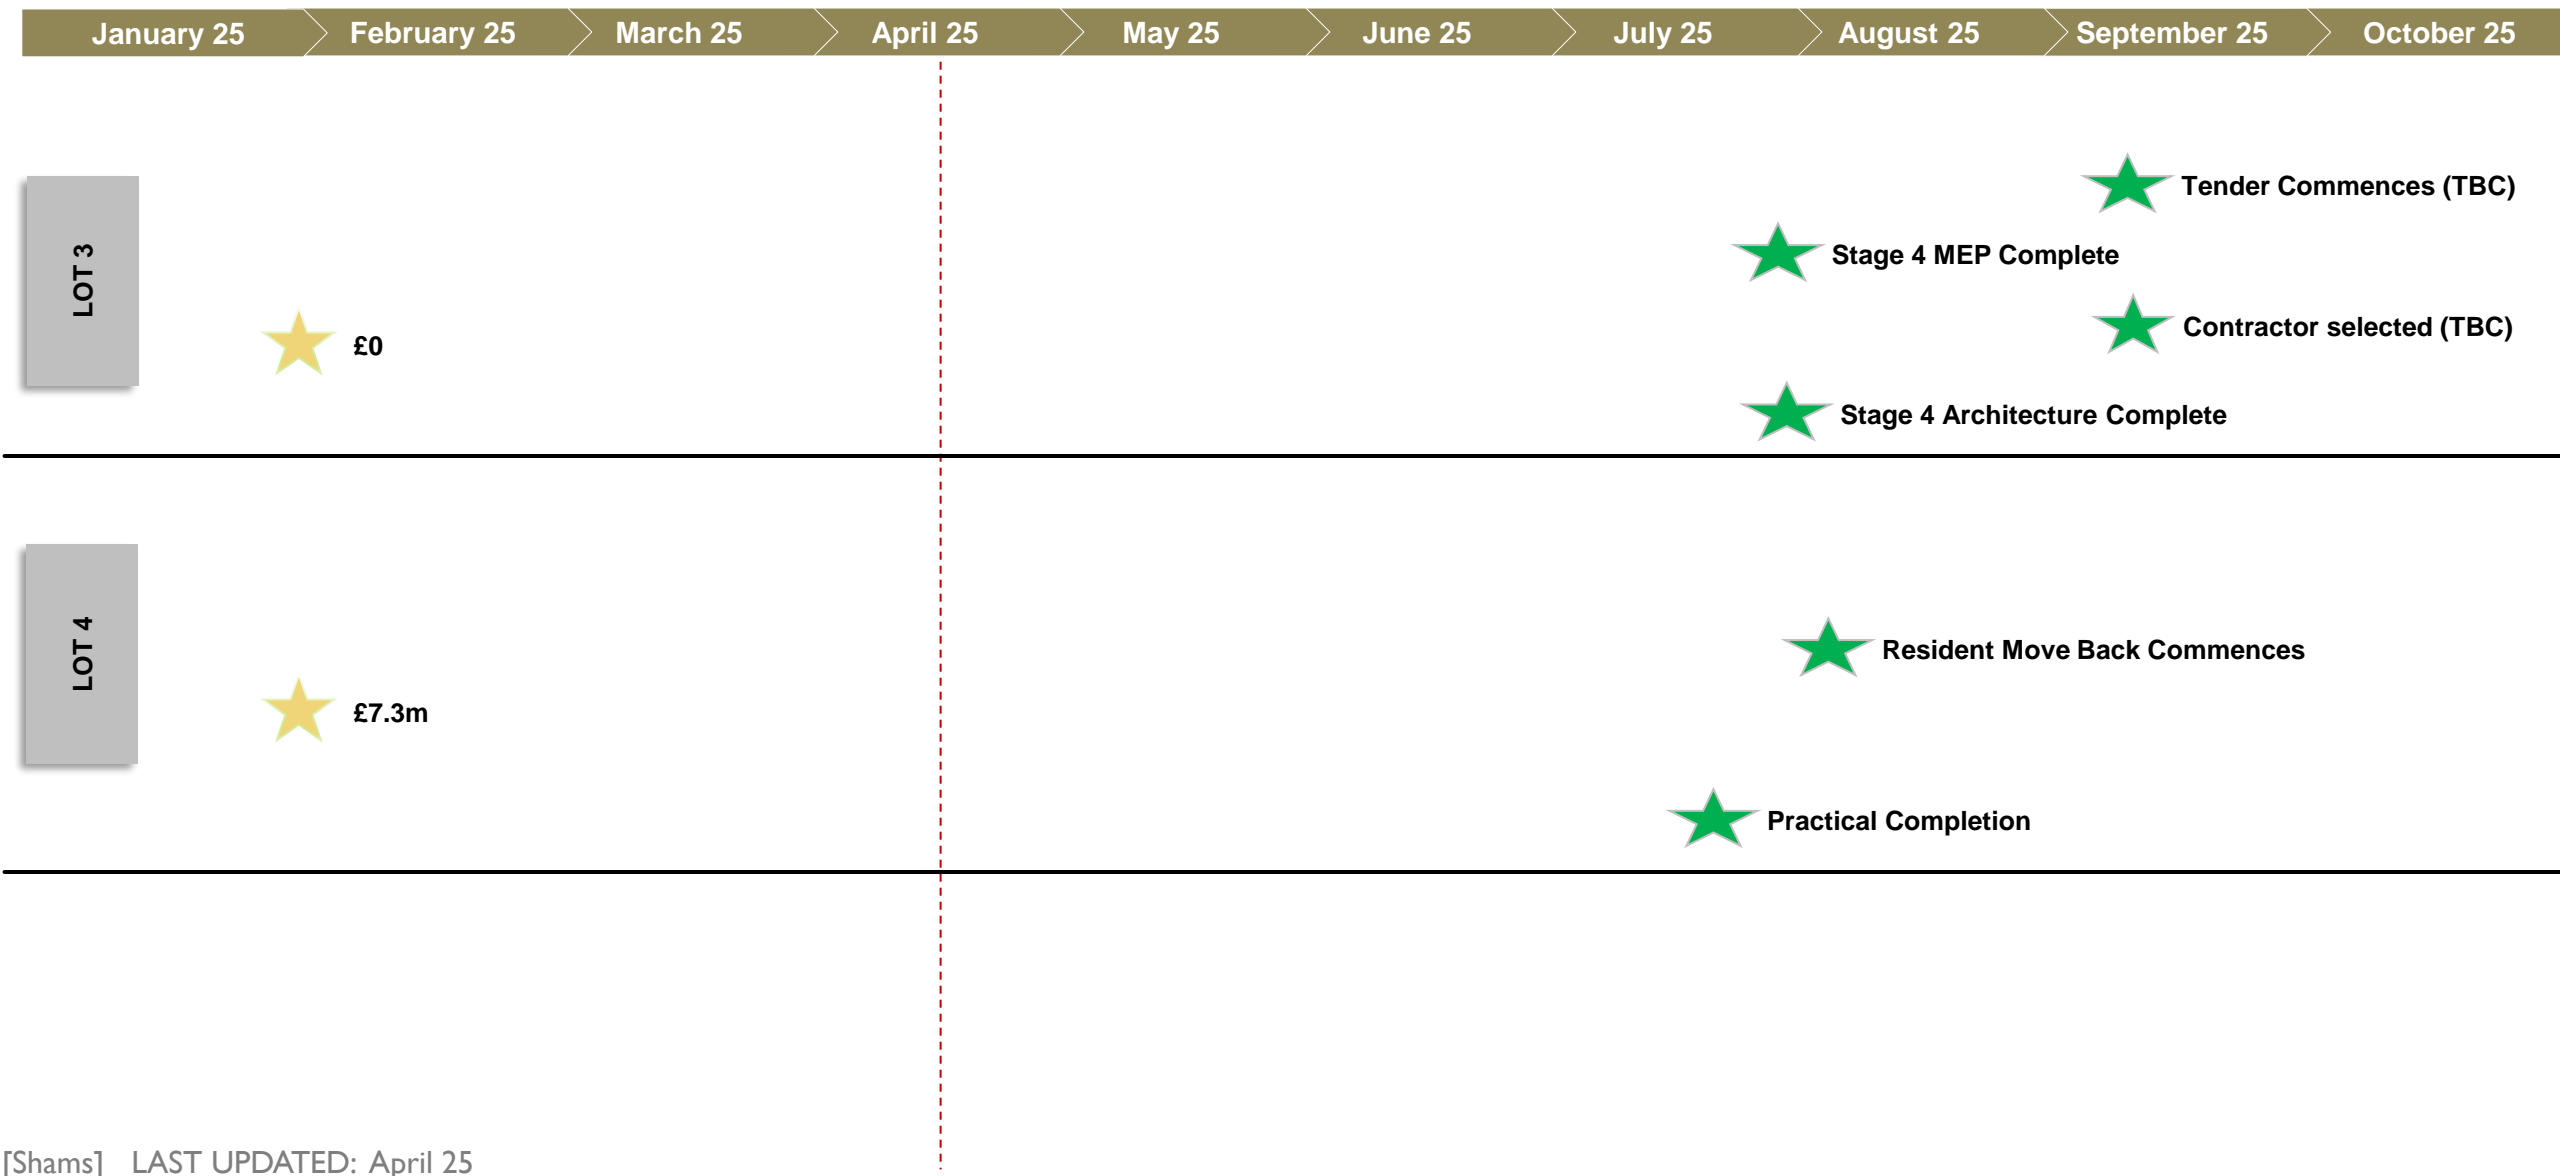 January 25
February 25
March 25
April 25
May 25
June 25
July 25
August 25
September 25
October 25
LOT 3
Tender Commences (TBC)
Stage 4 MEP Complete
Contractor selected (TBC)
£0
Stage 4 Architecture Complete
LOT 4
Resident Move Back Commences
£7.3m
Practical Completion
[Shams] LAST UPDATED: April 25